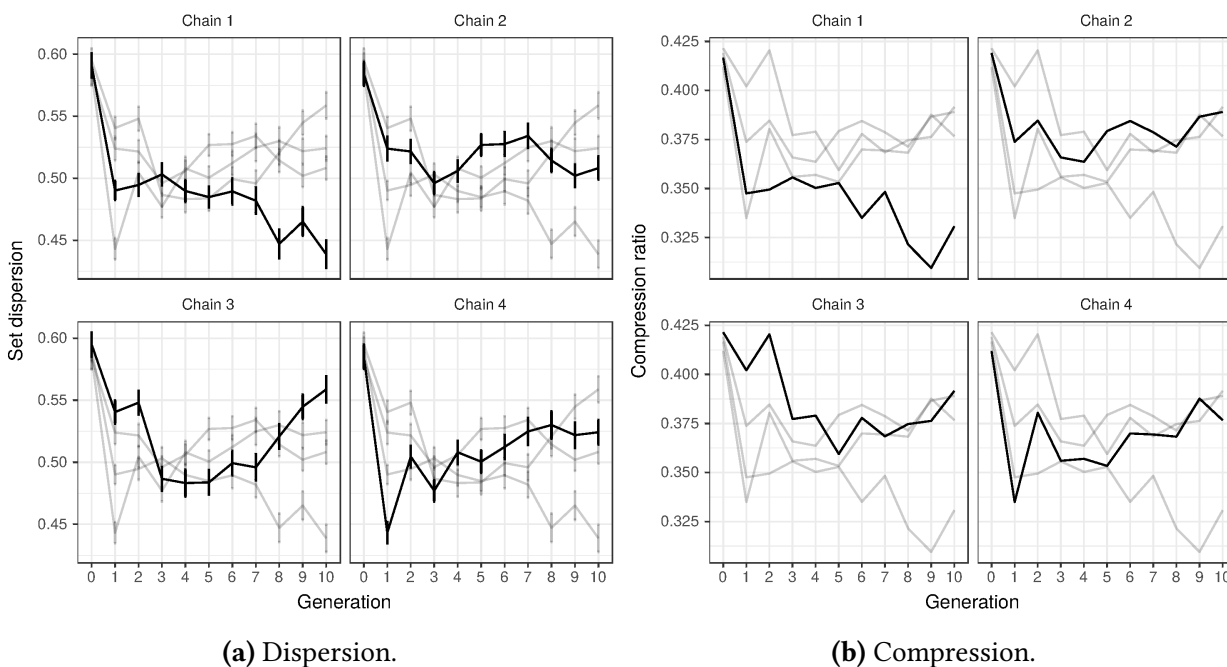 Chain 1
Chain 2
0.60
0.55
0.50
0.45
Chain 3
Chain 4
0.60
0.55
0.50
0.45
Set dispersion
0 1 2 3 4 5 6 7 8 9 10
0 1 2 3 4 5 6 7 8 9 10
Generation
(a) Dispersion.
Chain 1
Chain 2
0.425
0.400
0.375
0.350
0.325
Chain 3
Chain 4
0.425
0.400
0.375
0.350
0.325
Compression ratio
0 1 2 3 4 5 6 7 8 9 10
0 1 2 3 4 5 6 7 8 9 10
Generation
(b) Compression.